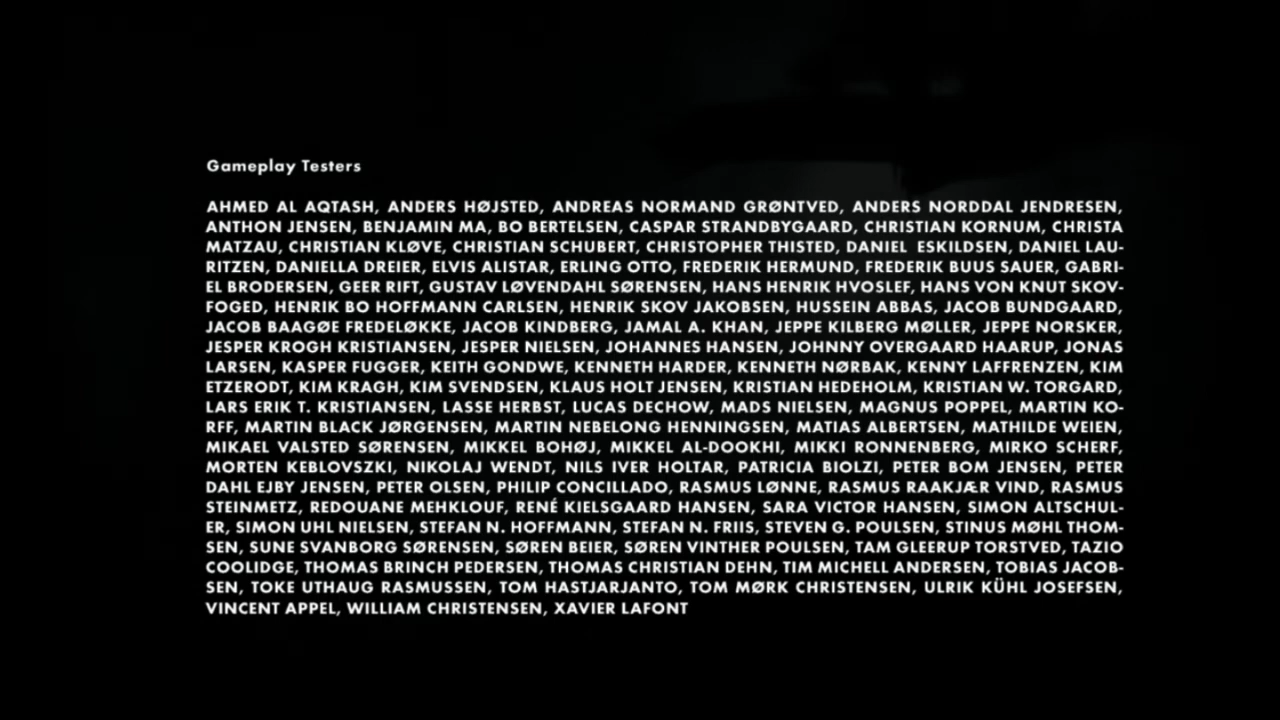 Gameplay Testers
AHMED AL AQTASH, ANDERS HØJSTED, ANDREAS NORMAND GRØNTVED, ANDERS NORDDAL JENDRESEN,
ANTHON JENSEN, BENJAMIN MA, BO BERTELSEN, CASPAR STRANDBYGAARD, CHRISTIAN KORNUM, CHRISTA
MATZAU, CHRISTIAN KLØVE, CHRISTIAN SCHUBERT, CHRISTOPHER THISTED, DANIEL ESKILDSEN, DANIEL LAU-
RITZEN, DANIELLA DREIER, ELVIS ALISTAR, ERLING OTTO, FREDERIK HERMUND, FREDERIK BUUS SAUER, GABRI-
EL BRODERSEN, GEER RIFT, GUSTAV LØVENDAHL SØRENSEN, HANS HENRIK HVOSLEF, HANS VON KNUT SKOV-
FOGED, HENRIK BO HOFFMANN CARLSEN, HENRIK SKOV JAKOBSEN, HUSSEIN ABBAS, JACOB BUNDGAARD,
JACOB BAAGØE FREDELØKKE, JACOB KINDBERG, JAMAL A. KHAN, JEPPE KILBERG MØLLER, JEPPE NORSKER,
JESPER KROGH KRISTIANSEN, JESPER NIELSEN, JOHANNES HANSEN, JOHNNY OVERGAARD HAARUP, JONAS
LARSEN, KASPER FUGGER, KEITH GONDWE, KENNETH HARDER, KENNETH NØRBAK, KENNY LAFFRENZEN, KIM
ETZERODT, KIM KRAGH, KIM SVENDSEN, KLAUS HOLT JENSEN, KRISTIAN HEDEHOLM, KRISTIAN W. TORGARD,
LARS ERIK T. KRISTIANSEN, LASSE HERBST, LUCAS DECHOW, MADS NIELSEN, MAGNUS POPPEL, MARTIN KO-
RFF, MARTIN BLACK JØRGENSEN, MARTIN NEBELONG HENNINGSEN, MATIAS ALBERTSEN, MATHILDE WEIEN,
MIKAEL VALSTED SØRENSEN, MIKKEL BOHØJ, MIKKEL AL-DOOKHI, MIKKI RONNENBERG, MIRKO SCHERF,
MORTEN KEBLOVSZKI, NIKOLAJ WENDT, NILS IVER HOLTAR, PATRICIA BIOLZI, PETER BOM JENSEN, PETER
DAHL EJBY JENSEN, PETER OLSEN, PHILIP CONCILLADO, RASMUS LØNNE, RASMUS RAAKJÆR VIND, RASMUS
STEINMETZ, REDOUANE MEHKLOUF, RENÉ KIELSGAARD HANSEN, SARA VICTOR HANSEN, SIMON ALTSCHUL-
ER, SIMON UHL NIELSEN, STEFAN N. HOFFMANN, STEFAN N. FRIIS, STEVEN G. POULSEN, STINUS MØHL THOM-
SEN, SUNE SVANBORG SØRENSEN, SØREN BEIER, SØREN VINTHER POULSEN, TAM GLEERUP TORSTVED, TAZIO
COOLIDGE, THOMAS BRINCH PEDERSEN, THOMAS CHRISTIAN DEHN, TIM MICHELL ANDERSEN, TOBIAS JACOB-
SEN, TOKE UTHAUG RASMUSSEN, TOM HASTJARJANTO, TOM MØRK CHRISTENSEN, ULRIK KÜHL JOSEFSEN,
VINCENT APPEL, WILLIAM CHRISTENSEN, XAVIER LAFONT